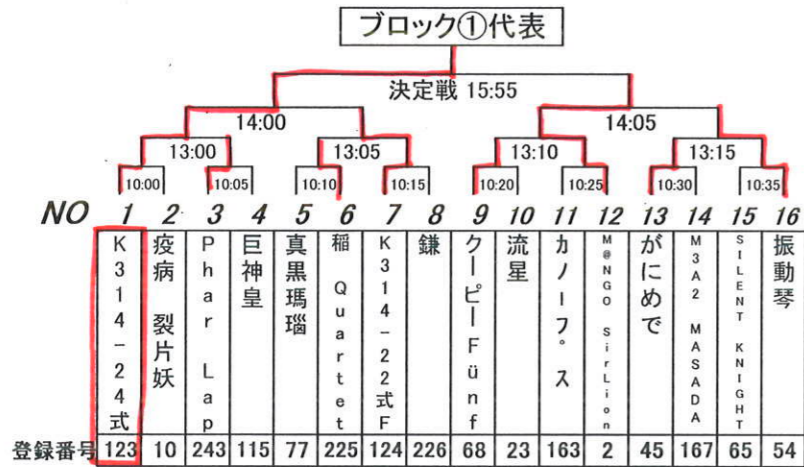 ブロック①代表
決定戦 15:55
14:00 14:05
13:00 13:05 13:10 13:15
10:00 10:05 10:10 10:15 10:20 10:25 10:30 10:35
NO 1 2 3 4 5 6 7 8 9 10 11 12 13 14 15 16
K314-24式
疫病 裂片妖
Phar Lap
巨神皇
真黒瑪瑙
稲 Quartet
K314-22式F
鎌
クーピーFünf
流星
カノープス
M@NGO SirLion
がにめで
M3A2 MASADA
SILENT KNIGHT
振動琴
登録番号 123 10 243 115 77 225 124 226 68 23 163 2 45 167 65 54